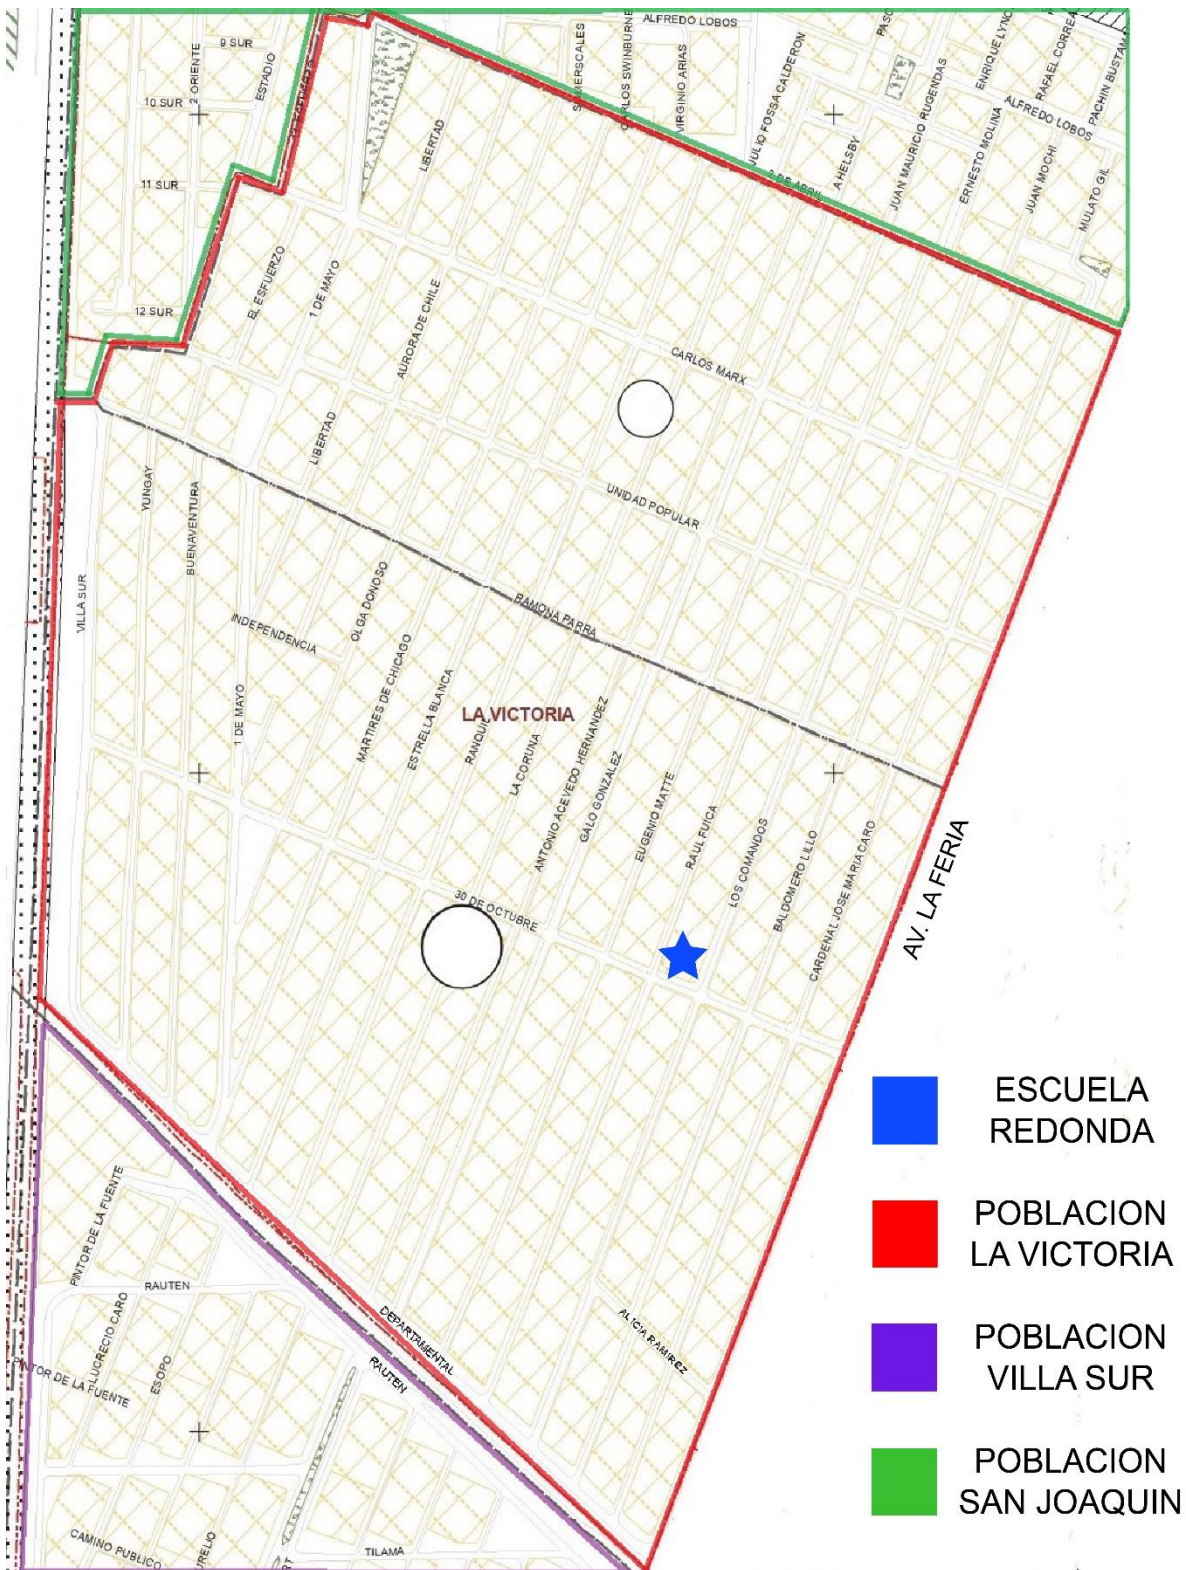 ALFREDO LOBOS
9 SUR
2 ORIENTE
ESTADIO
10 SUR
11 SUR
12 SUR
LIBERTAD
CARLOS SWINBURNE
VIRGINIO ARIAS
JULIO FOSSA CALDERON
A HELSBY
JUAN MAURICIO RUGENDAS
ENRIQUE LYNC
RAFAEL CORREA
PACHIN BUSTAM
ALFREDO LOBOS
ERNESTO MOLINA
JUAN MOCHI
MULATO GIL
EL ESFUERZO
1 DE MAYO
AURORA DE CHILE
CARLOS MARX
LIBERTAD
UNIDAD POPULAR
YUNGAY
BUENAVENTURA
VILLA SUR
INDEPENDENCIA
OLGA DONOSO
RAMONA PARRA
1 DE MAYO
MARTIRES DE CHICAGO
ESTRELLA BLANCA
RANQUIL
LA VICTORIA
LA CORUNA
ANTONIO ACEVEDO HERNANDEZ
GALO GONZALEZ
EUGENIO MATTE
RAUL FUICA
LOS COMANDOS
BALDOMERO LILLO
CARDENAL JOSE MARIA CARO
AV. LA FERIA
30 DE OCTUBRE
PINTOR DE LA FUENTE
RAUTEN
LUCRECIO CARO
ESOPO
PINTOR DE LA FUENTE
DEPARTAMENTAL
RAUTEN
ALICIA RAMIREZ
CAMINO PUBLICO
TILAMA
ESCUELA
REDONDA
POBLACION
LA VICTORIA
POBLACION
VILLA SUR
POBLACION
SAN JOAQUIN